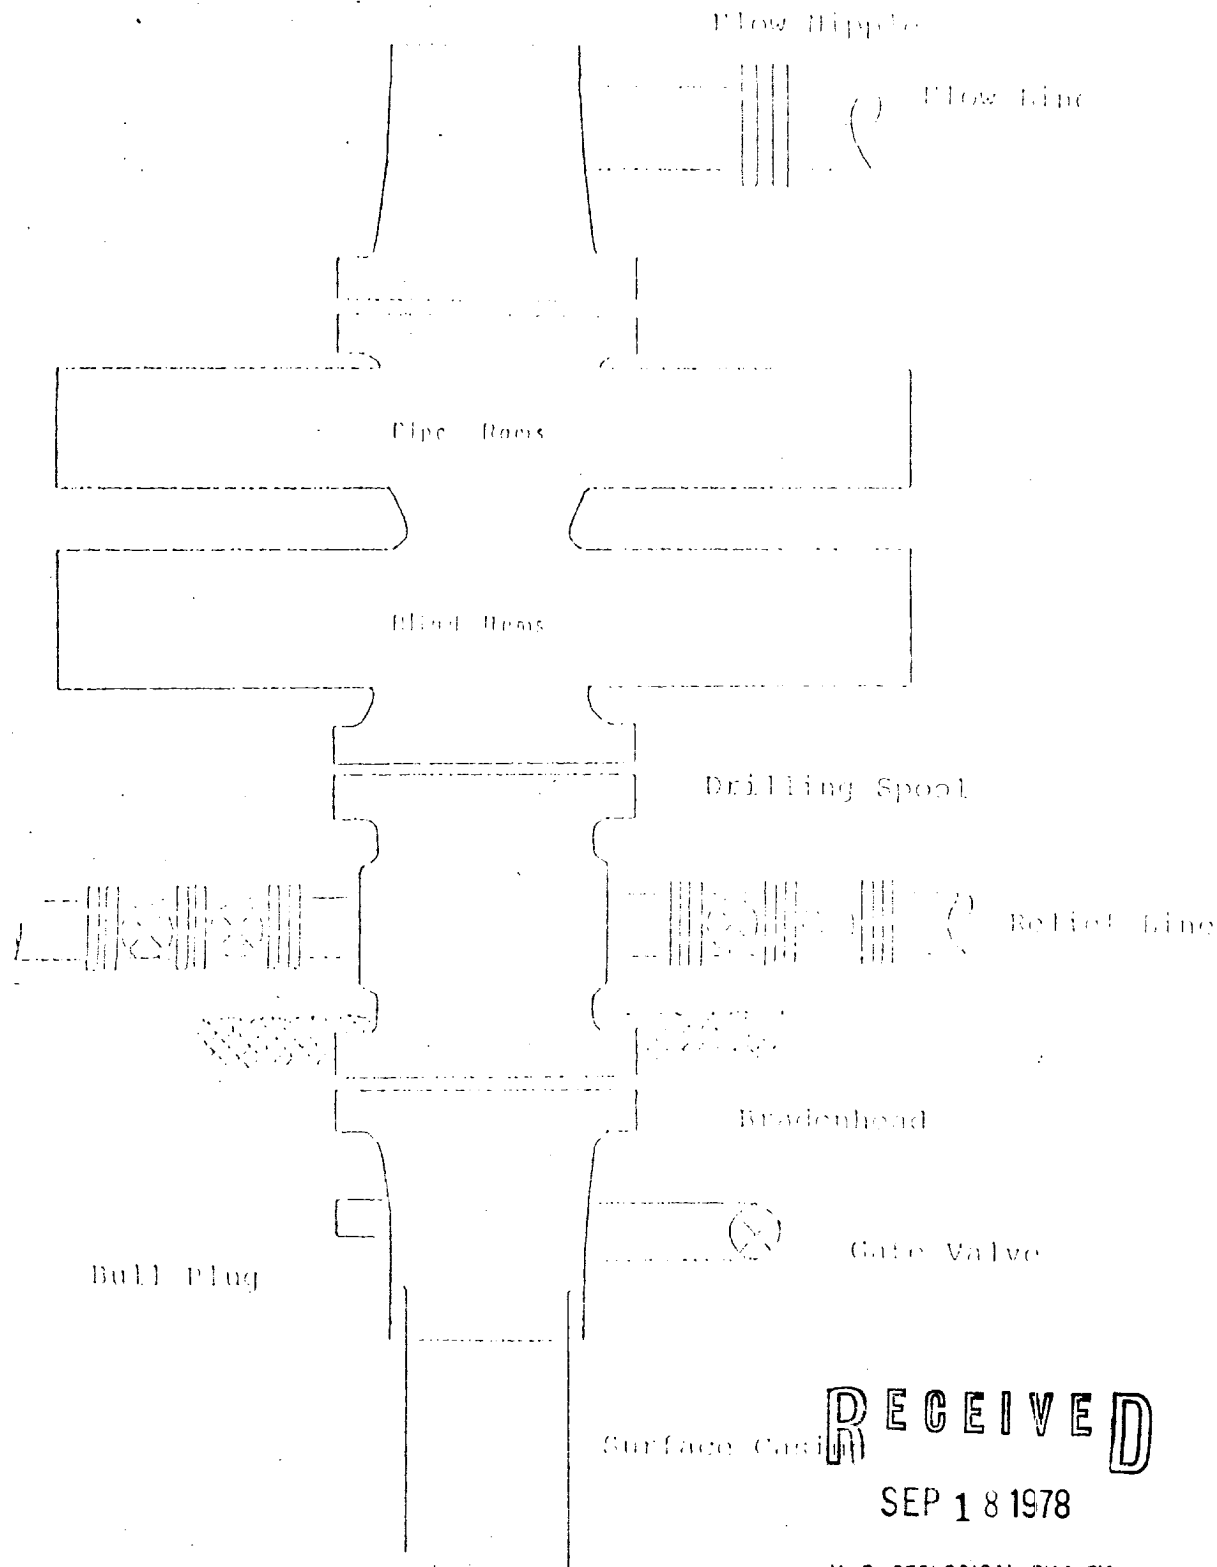 Flow Nipple
Flow Line
Pipe Rams
Blind Rams
Drilling Spool
Relief Line
Bradenhead
Gate Valve
Bull Plug
Surface Casing
RECEIVED
SEP 18 1978